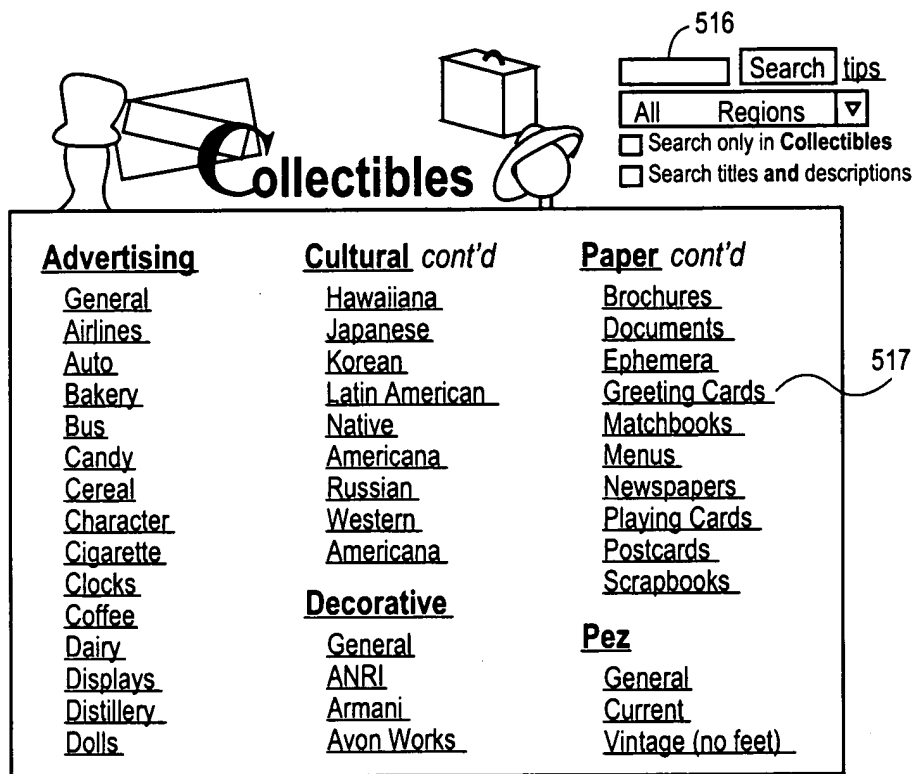 516
Search tips
All Regions
Search only in Collectibles
Search titles and descriptions
Collectibles
Advertising
General
Airlines
Auto
Bakery
Bus
Candy
Cereal
Character
Cigarette
Clocks
Coffee
Dairy
Displays
Distillery
Dolls
Cultural cont'd
Hawaiiana
Japanese
Korean
Latin American
Native
Americana
Russian
Western
Americana
Decorative
General
ANRI
Armani
Avon Works
Paper cont'd
Brochures
Documents
Ephemera
Greeting Cards
Matchbooks
Menus
Newspapers
Playing Cards
Postcards
Scrapbooks
Pez
General
Current
Vintage (no feet)
517